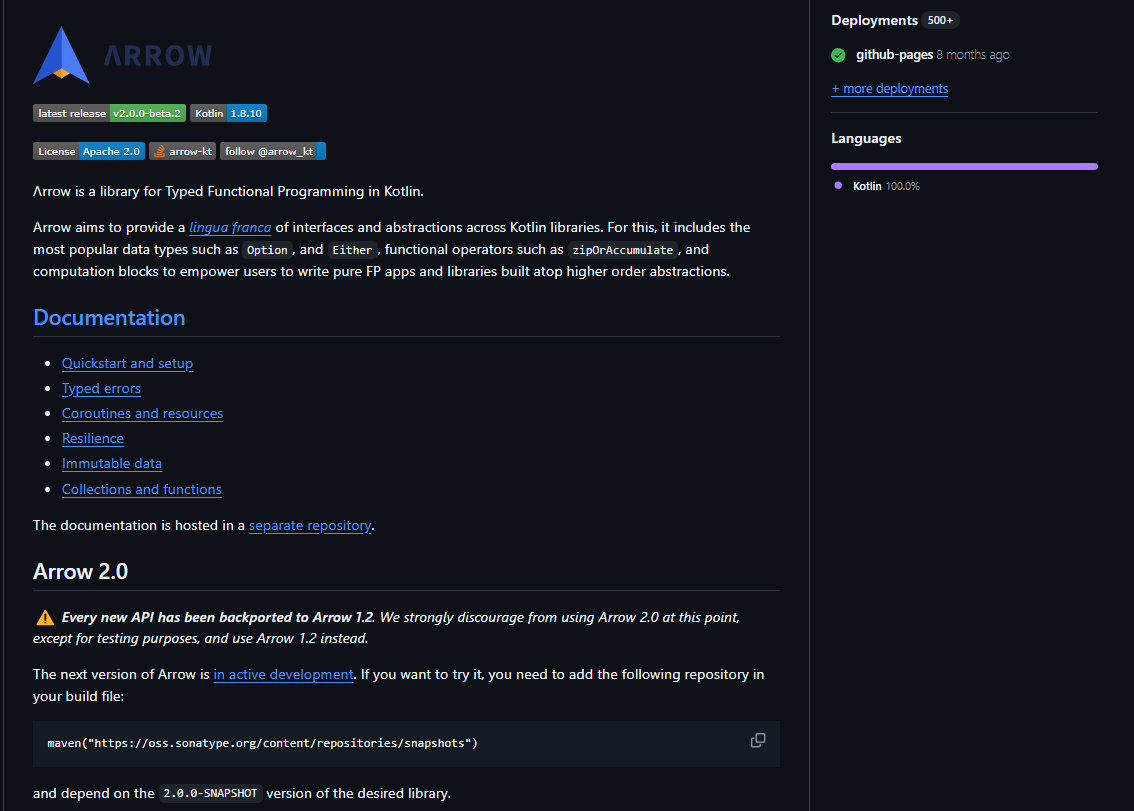 ΛRROW
latest release v2.0.0-beta.2 Kotlin 1.8.10
License Apache 2.0 arrow-kt follow @arrow_kt
Λrrow is a library for Typed Functional Programming in Kotlin.
Arrow aims to provide a lingua franca of interfaces and abstractions across Kotlin libraries. For this, it includes the
most popular data types such as Option, and Either, functional operators such as zipOrAccumulate, and
computation blocks to empower users to write pure FP apps and libraries built atop higher order abstractions.
Documentation
Quickstart and setup
Typed errors
Coroutines and resources
Resilience
Immutable data
Collections and functions
The documentation is hosted in a separate repository.
Arrow 2.0
⚠️ Every new API has been backported to Arrow 1.2. We strongly discourage from using Arrow 2.0 at this point,
except for testing purposes, and use Arrow 1.2 instead.
The next version of Arrow is in active development. If you want to try it, you need to add the following repository in
your build file:
maven("https://oss.sonatype.org/content/repositories/snapshots")
and depend on the 2.0.0-SNAPSHOT version of the desired library.
Deployments 500+
github-pages 8 months ago
+ more deployments
Languages
Kotlin 100.0%